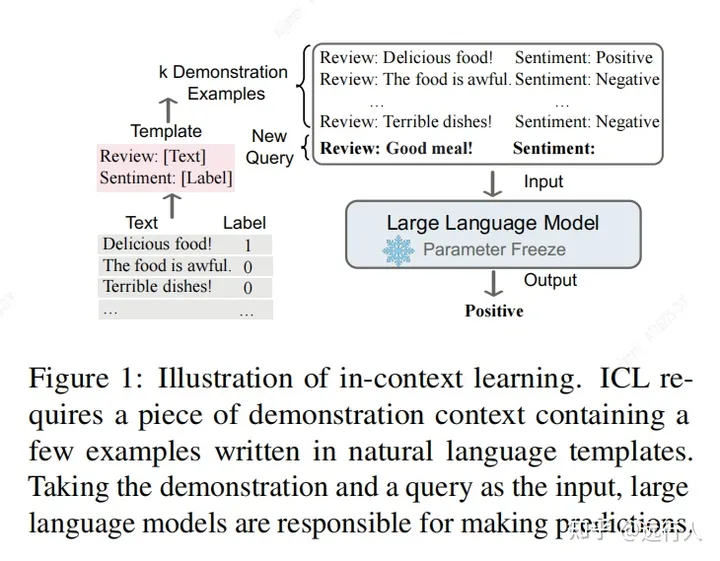 k Demonstration
Examples
Review: Delicious food! Sentiment: Positive
Review: The food is awful. Sentiment: Negative
... ...
Review: Terrible dishes! Sentiment: Negative
New
Query
Review: Good meal! Sentiment:
Template
Review: [Text]
Sentiment: [Label]
Text Label
Delicious food! 1
The food is awful. 0
Terrible dishes! 0
... ...
Input
Large Language Model
Parameter Freeze
Output
Positive
Figure 1: Illustration of in-context learning. ICL re-
quires a piece of demonstration context containing a
few examples written in natural language templates.
Taking the demonstration and a query as the input, large
language models are responsible for making predictions.
知乎 @远行人